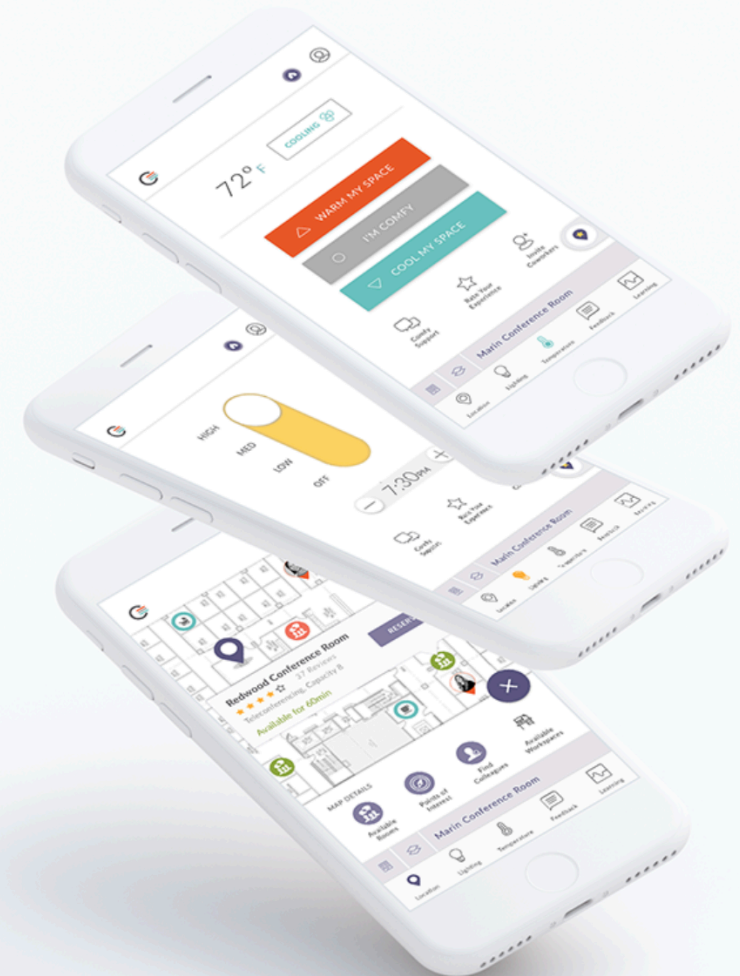 72° F
COOLING
WARM MY SPACE
I'M COMFY
COOL MY SPACE
Comfy Support
Rate Your Experience
Invite Coworkers
Marin Conference Room
Location
Lighting
Temperature
Feedback
Learning
HIGH
MED
LOW
OFF
7:30PM
Comfy Support
Rate Your Experience
Marin Conference Room
Location
Lighting
Temperature
Feedback
Learning
Redwood Conference Room
27 Reviews
Teleconferencing, Capacity 8
Available for 60min
MAP DETAILS
Available Rooms
Points of Interest
Find Colleagues
Available Workspaces
Marin Conference Room
Location
Lighting
Temperature
Feedback
Learning